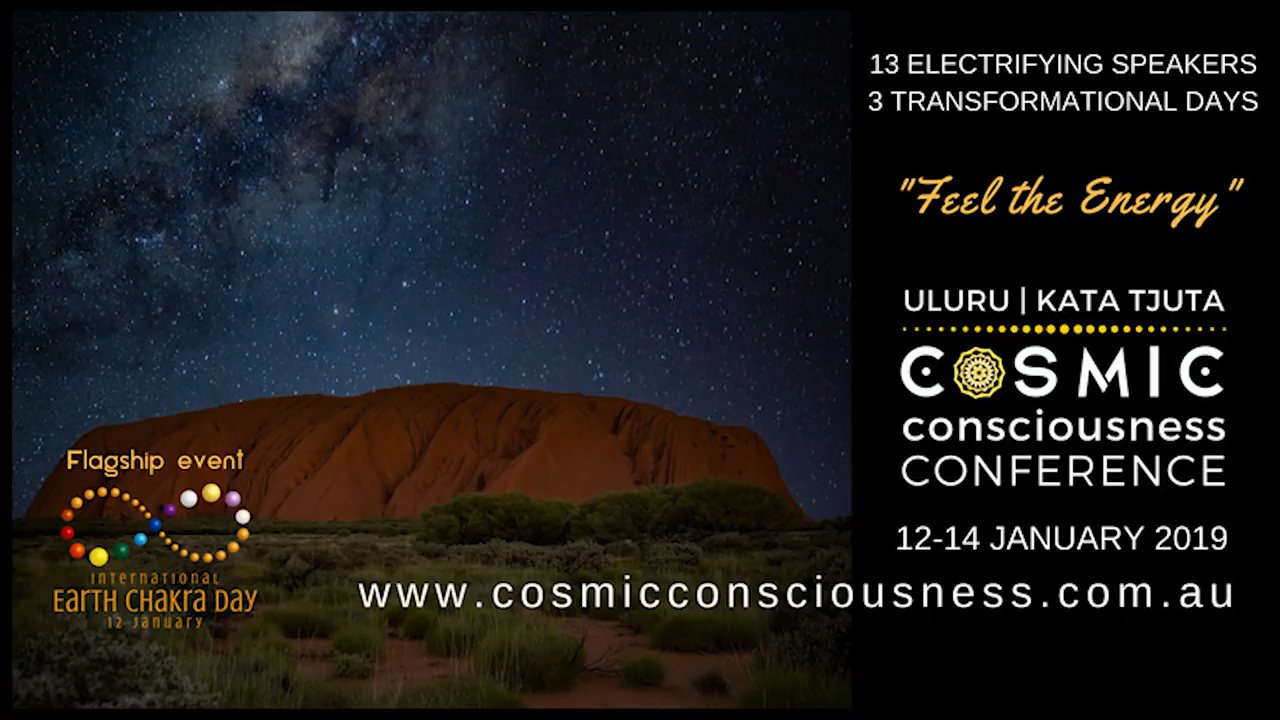 13 ELECTRIFYING SPEAKERS
3 TRANSFORMATIONAL DAYS
"Feel the Energy"
ULURU | KATA TJUTA
COSMIC
consciousness
CONFERENCE
12-14 JANUARY 2019
www.cosmicconsciousness.com.au
Flagship event
INTERNATIONAL
EARTH CHAKRA DAY
12 January